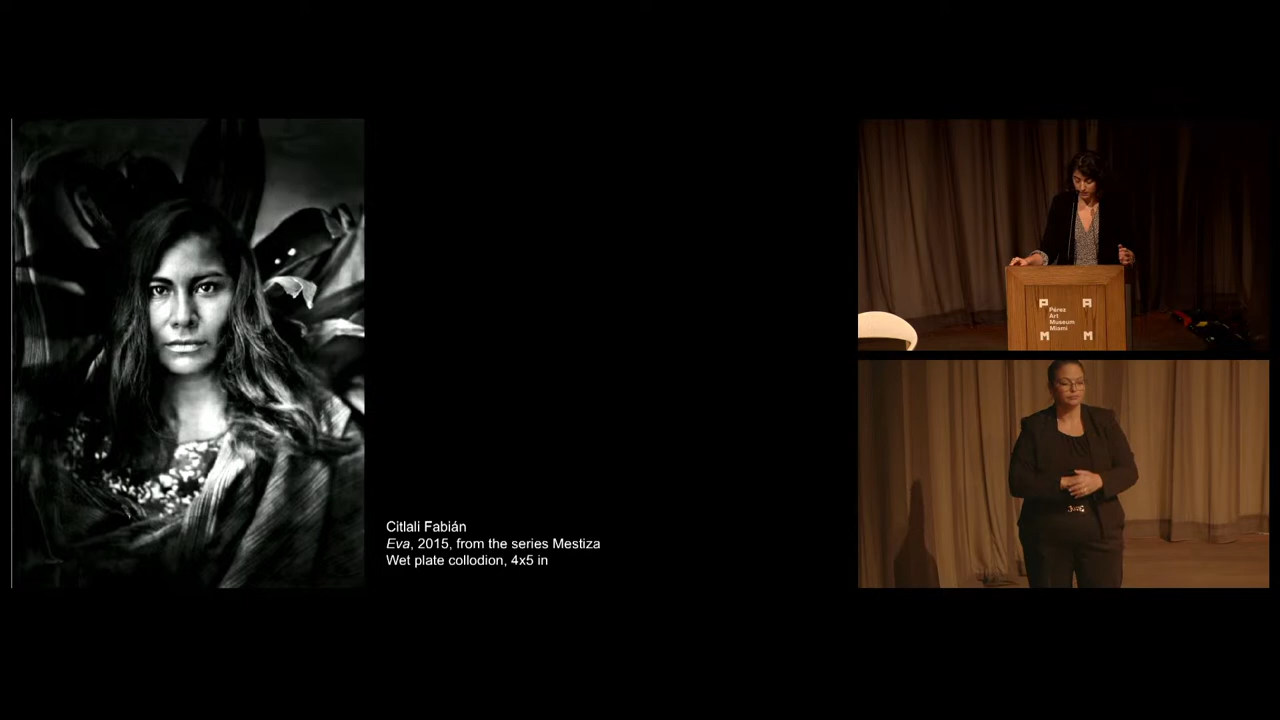 Citlali Fabián
Eva, 2015, from the series Mestiza
Wet plate collodion, 4x5 in
P A
Pérez
Art
Museum
Miami
M M